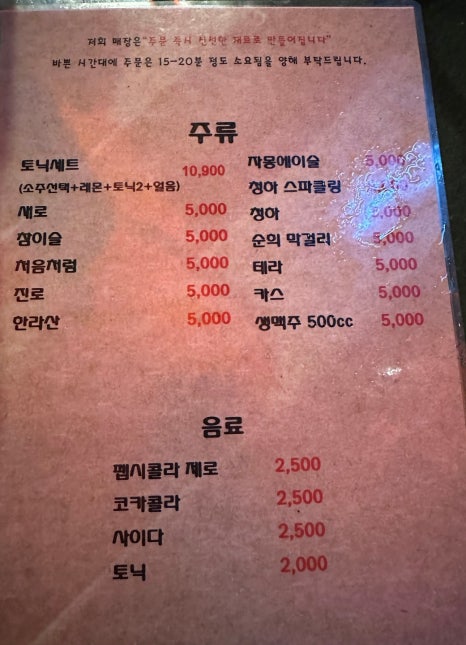 저희 매장은"주문 즉시 신선한 재료로 만들어집니다"
바쁜 시간대에 주문은 15-20분 정도 소요됨을 양해 부탁드립니다.
주류
토닉세트 10,900
(소주선택+레몬+토닉2+얼음)
새로 5,000
참이슬 5,000
처음처럼 5,000
진로 5,000
한라산 5,000
자몽에이슬 5,000
청하 스파클링
청하 5,000
순희 막걸리 5,000
테라 5,000
카스 5,000
생맥주 500cc 5,000
음료
펩시콜라 제로 2,500
코카콜라 2,500
사이다 2,500
토닉 2,000